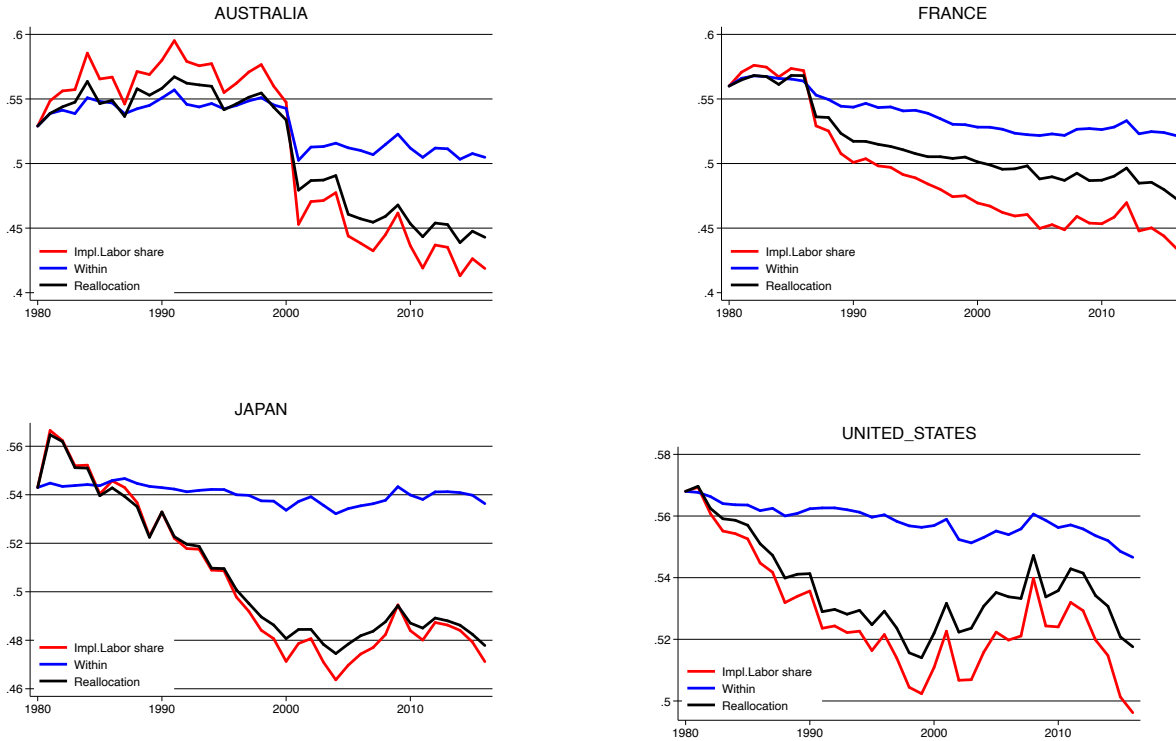 AUSTRALIA
.6
.55
.5
.45
.4
Impl.Labor share
Within
Reallocation
1980
1990
2000
2010
FRANCE
.6
.55
.5
.45
.4
Impl.Labor share
Within
Reallocation
1980
1990
2000
2010
JAPAN
.56
.54
.52
.5
.48
.46
Impl.Labor share
Within
Reallocation
1980
1990
2000
2010
UNITED_STATES
.58
.56
.54
.52
.5
Impl.Labor share
Within
Reallocation
1980
1990
2000
2010